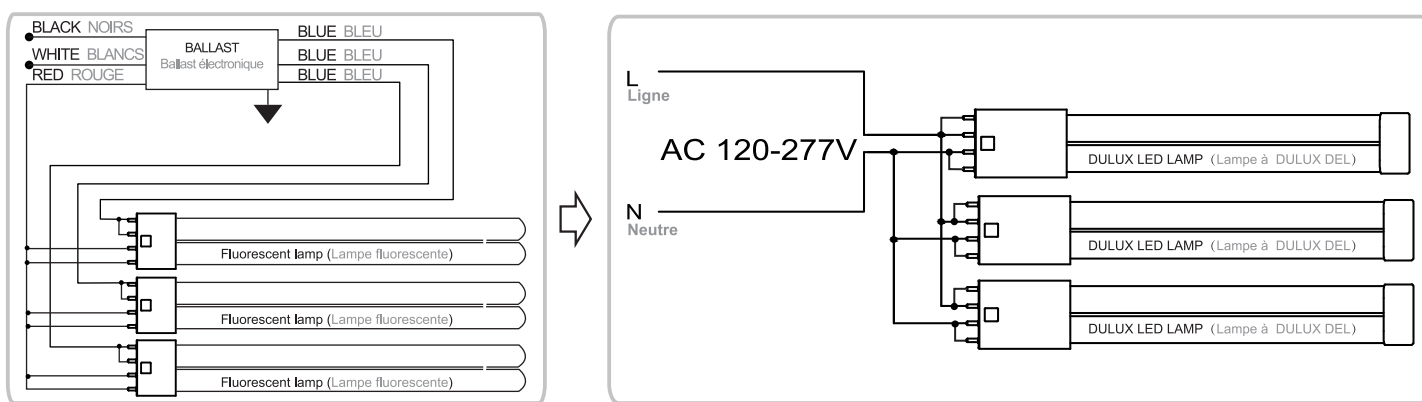 BLACK NOIRS
WHITE BLANCS
RED ROUGE
BALLAST
Ballast électronique
BLUE BLEU
BLUE BLEU
BLUE BLEU
Fluorescent lamp (Lampe fluorescente)
Fluorescent lamp (Lampe fluorescente)
Fluorescent lamp (Lampe fluorescente)
L
Ligne
AC 120-277V
N
Neutre
DULUX LED LAMP (Lampe à DULUX DEL)
DULUX LED LAMP (Lampe à DULUX DEL)
DULUX LED LAMP (Lampe à DULUX DEL)